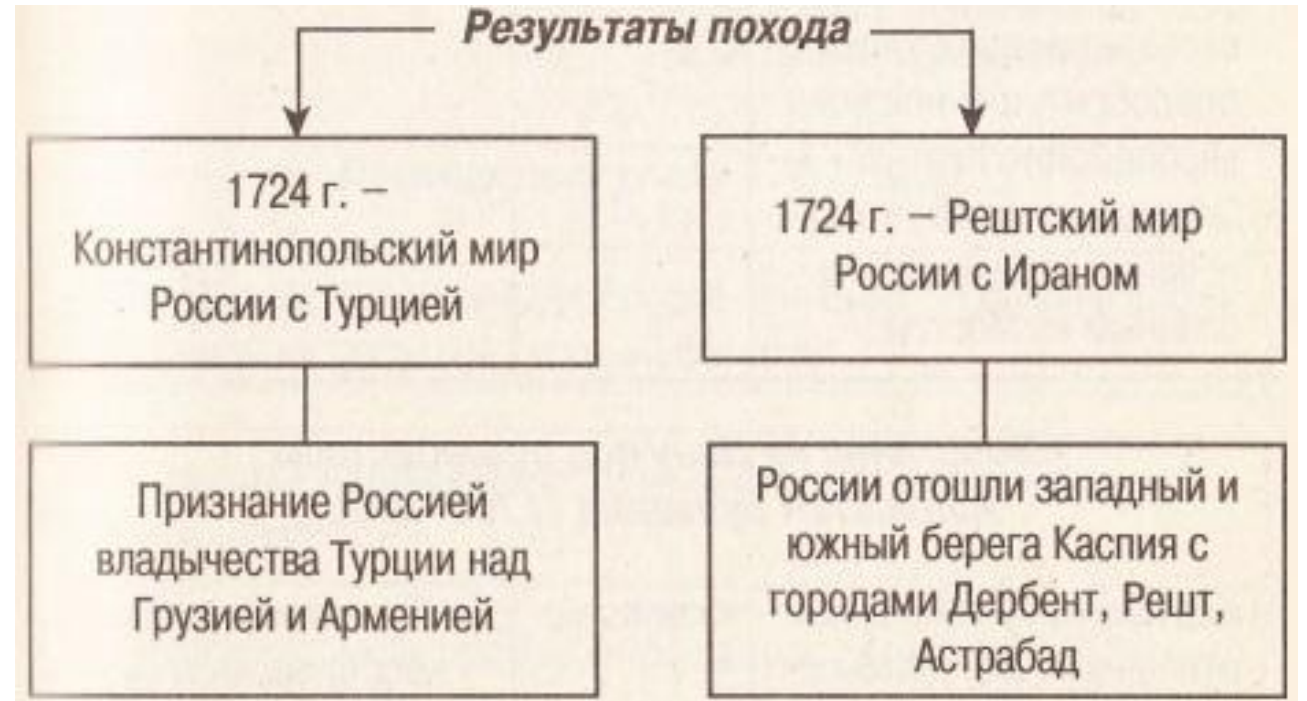 Результаты похода
1724 г. –
Константинопольский мир
России с Турцией
1724 г. – Рештский мир
России с Ираном
Признание Россией
владычества Турции над
Грузией и Арменией
России отошли западный и
южный берега Каспия с
городами Дербент, Решт,
Астрабад